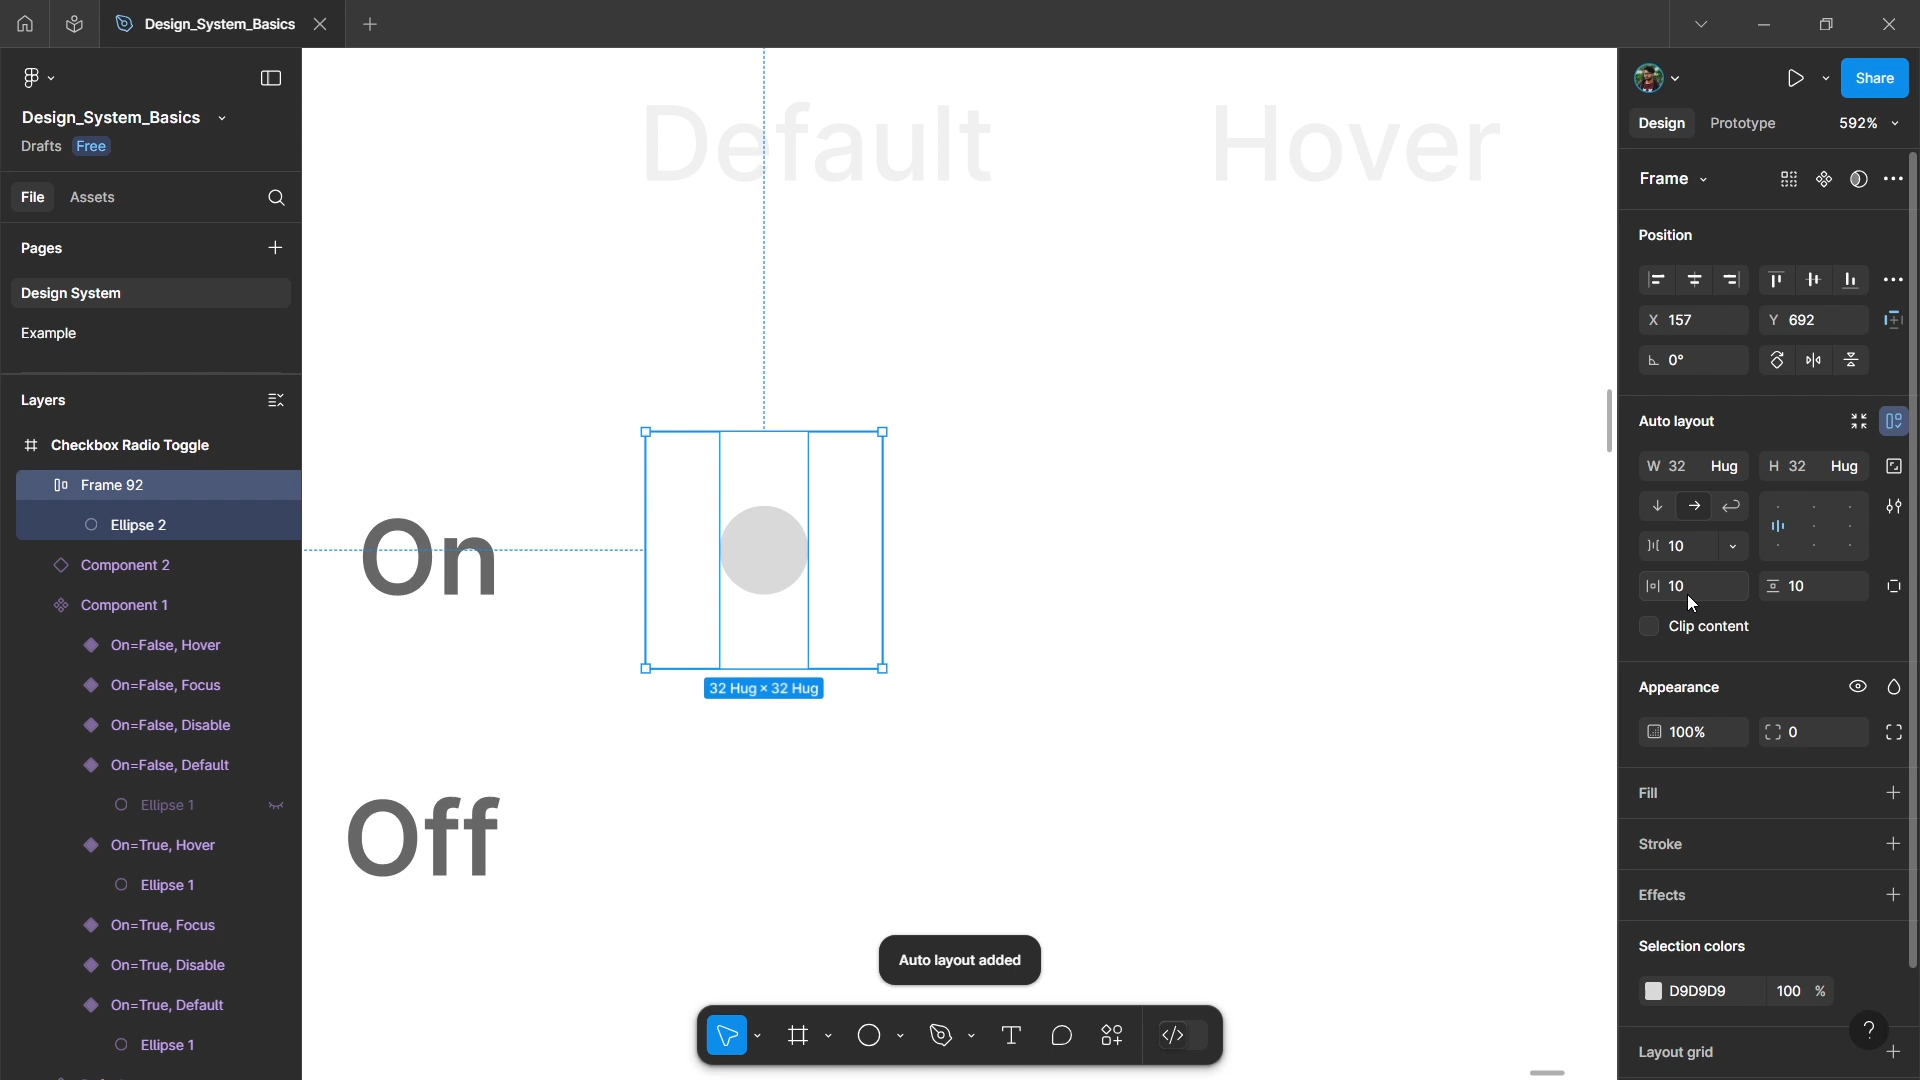 Design_System_Basics
Design_System_Basics
Drafts Free
File Assets
Pages
Design System
Example
Layers
Checkbox Radio Toggle
Frame 92
Ellipse 2
Component 2
Component 1
On=False, Hover
On=False, Focus
On=False, Disable
On=False, Default
Ellipse 1
On=True, Hover
Ellipse 1
On=True, Focus
On=True, Disable
On=True, Default
Ellipse 1
Default Hover
On
32 Hug × 32 Hug
Off
Auto layout added
Share
Design Prototype 592%
Frame
Position
X 157 Y 692
0°
Auto layout
W 32 Hug H 32 Hug
10
10 10
Clip content
Appearance
100% 0
Fill
Stroke
Effects
Selection colors
D9D9D9 100 %
Layout grid
?